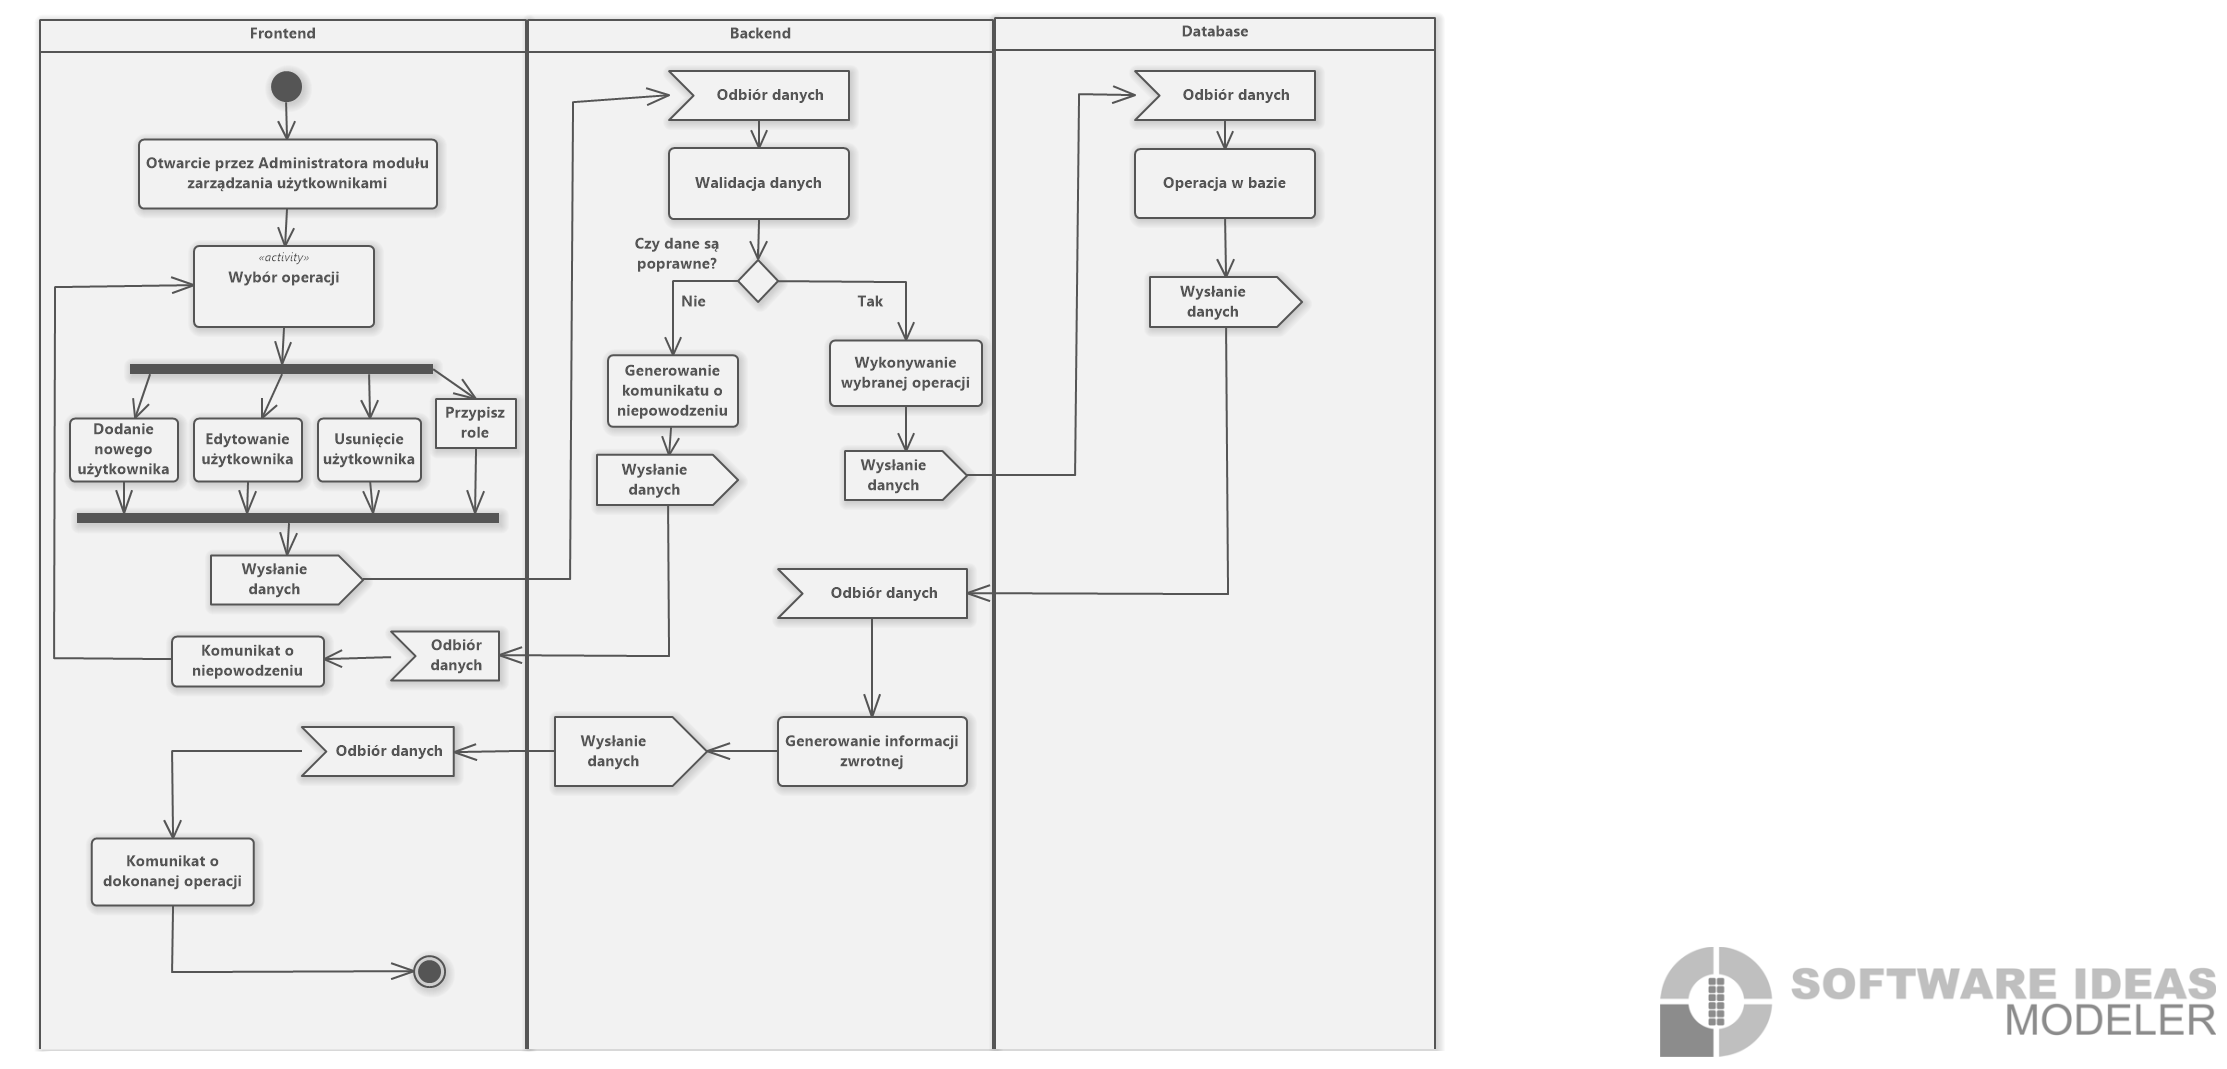 Frontend
Backend
Database
Otwarcie przez Administratora modułu
zarządzania użytkownikami
«activity»
Wybór operacji
Dodanie
nowego
użytkownika
Edytowanie
użytkownika
Usunięcie
użytkownika
Przypisz
role
Wysłanie
danych
Odbiór
danych
Komunikat o
niepowodzeniu
Odbiór danych
Komunikat o
dokonanej operacji
Odbiór danych
Walidacja danych
Czy dane są
poprawne?
Nie
Tak
Generowanie
komunikatu o
niepowodzeniu
Wysłanie
danych
Wykonywanie
wybranej operacji
Wysłanie
danych
Odbiór danych
Generowanie informacji
zwrotnej
Wysłanie
danych
Odbiór danych
Operacja w bazie
Wysłanie
danych
SOFTWARE IDEAS
MODELER